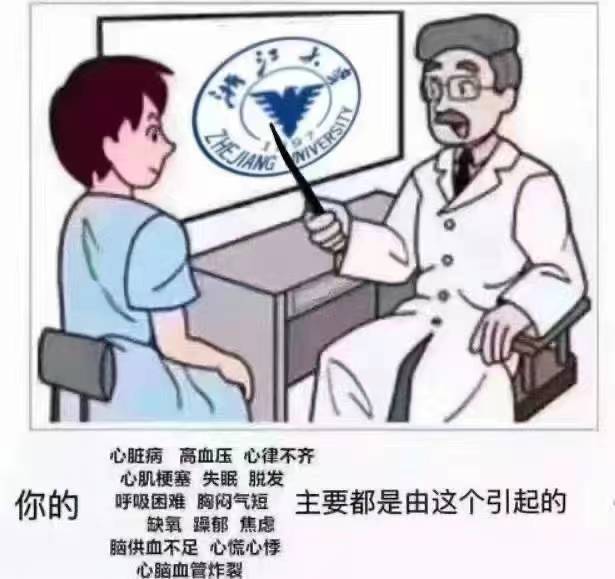 浙江大学
1897
ZHEJIANG UNIVERSITY
心脏病 高血压 心律不齐
心肌梗塞 失眠 脱发
你的 呼吸困难 胸闷气短 主要都是由这个引起的
缺氧 躁郁 焦虑
脑供血不足 心慌心悸
心脑血管炸裂